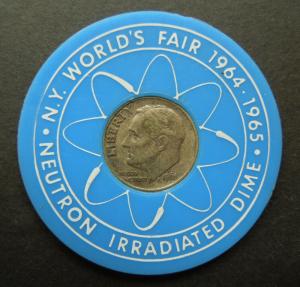 N.Y. WORLD'S FAIR 1964·1965
NEUTRON IRRADIATED DIME
LIBERTY